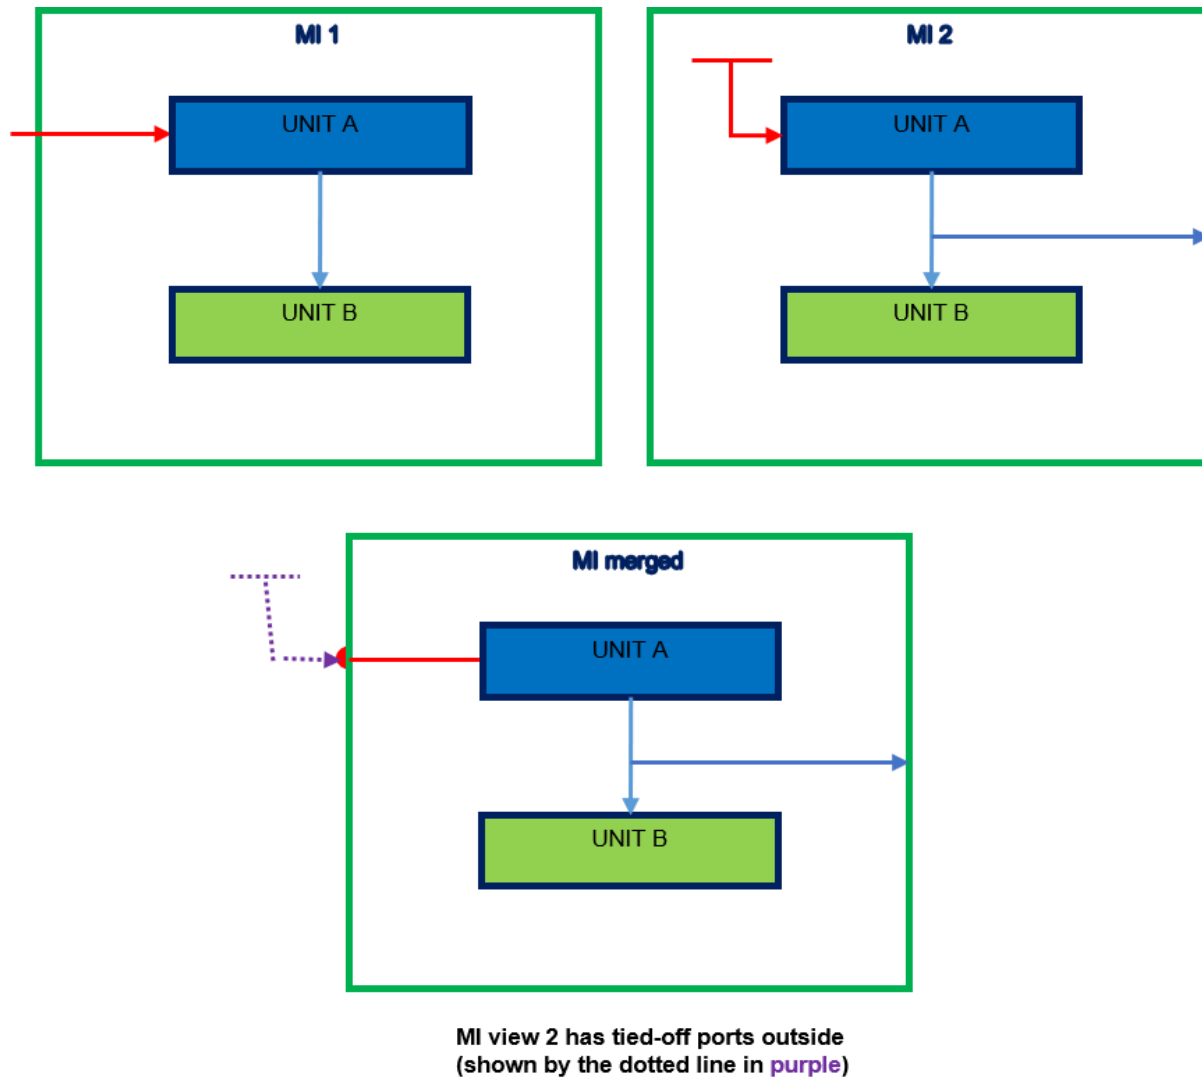 MI 1
MI 2
UNIT A
UNIT A
UNIT B
UNIT B
MI merged
UNIT A
UNIT B
MI view 2 has tied-off ports outside
(shown by the dotted line in purple)